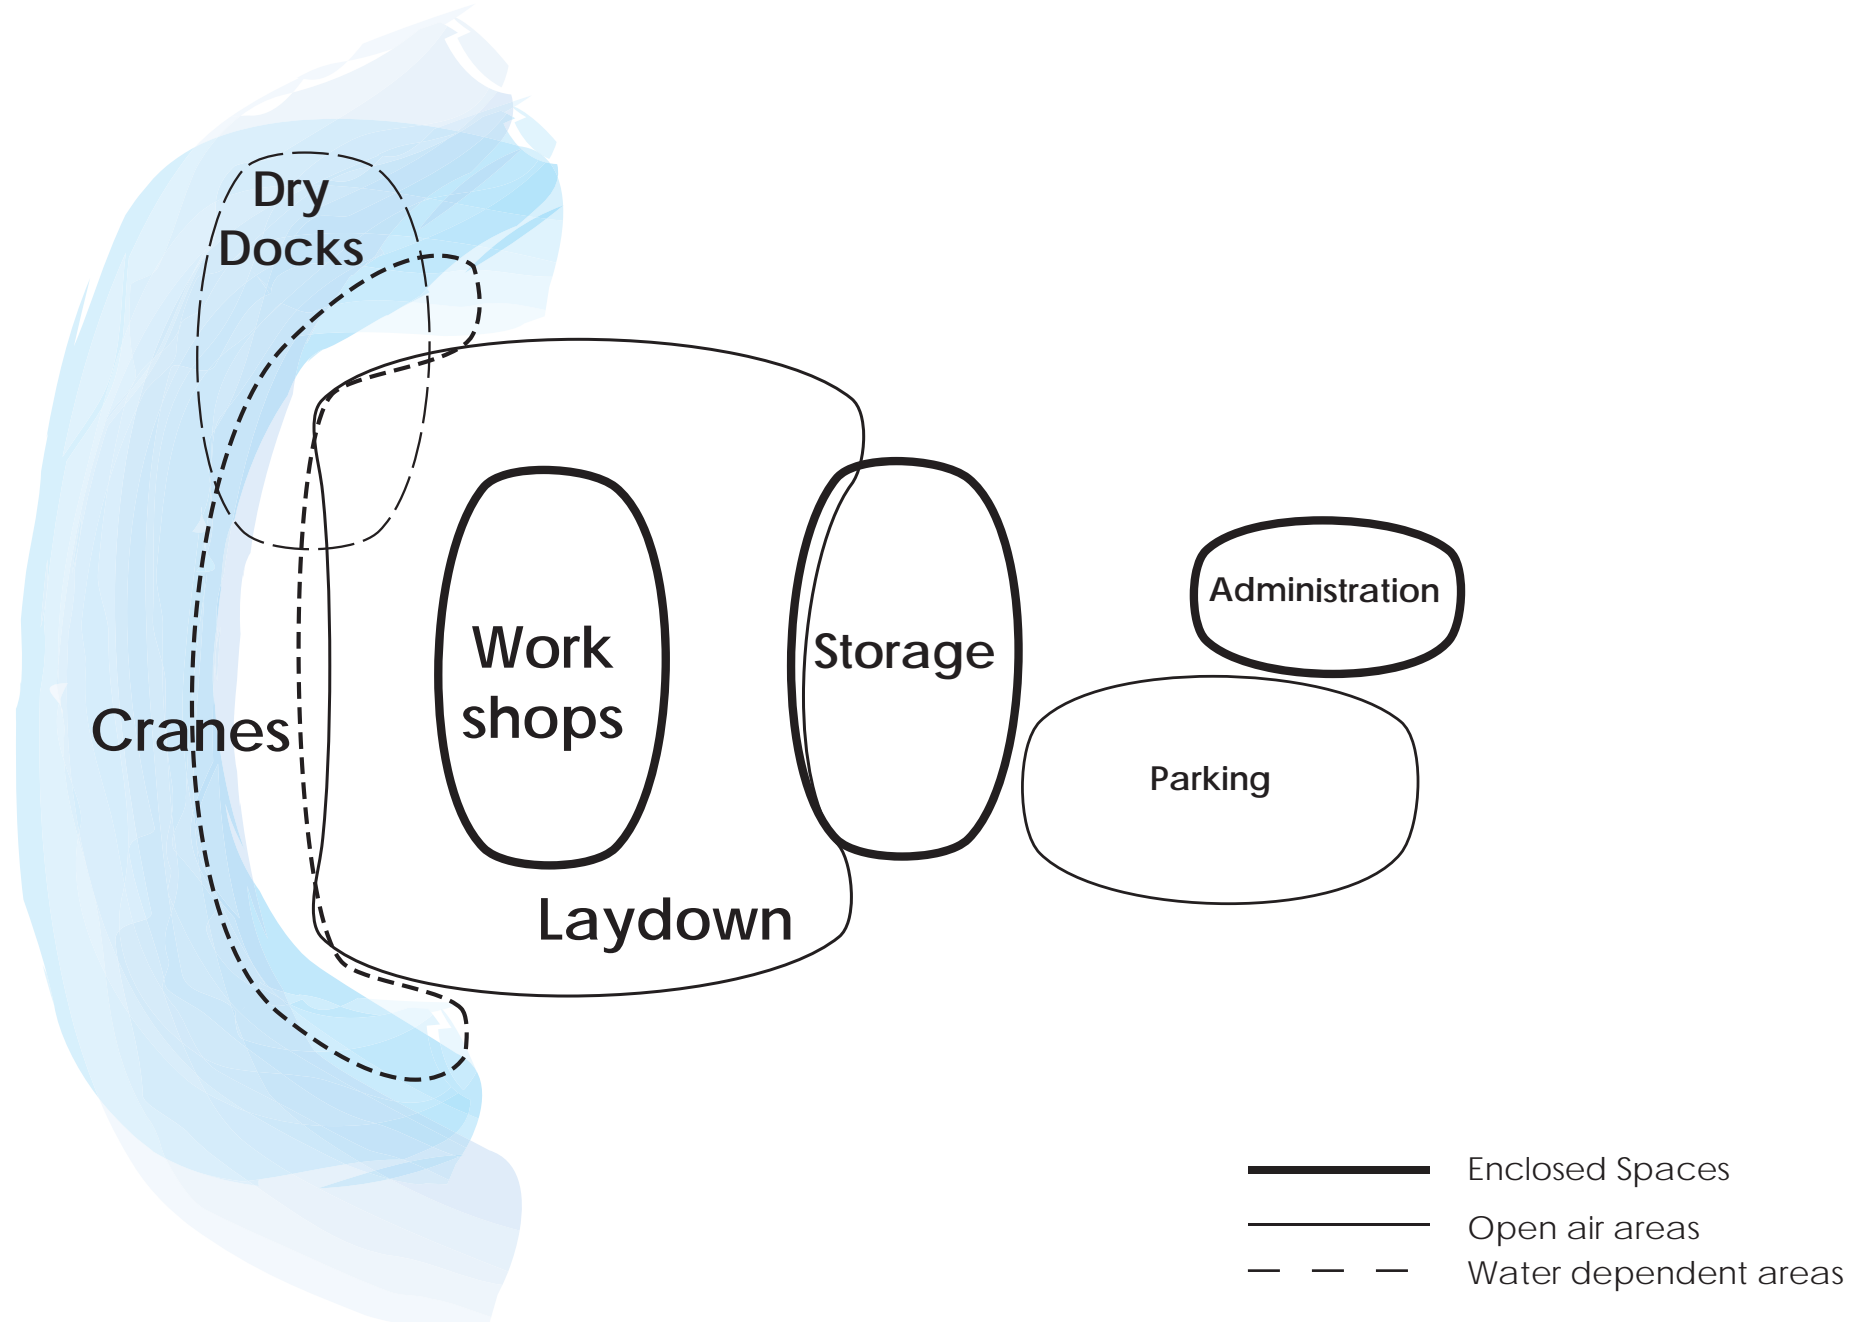 Dry
Docks
Administration
Work
shops
Storage
Cranes
Parking
Laydown
Enclosed Spaces
Open air areas
Water dependent areas